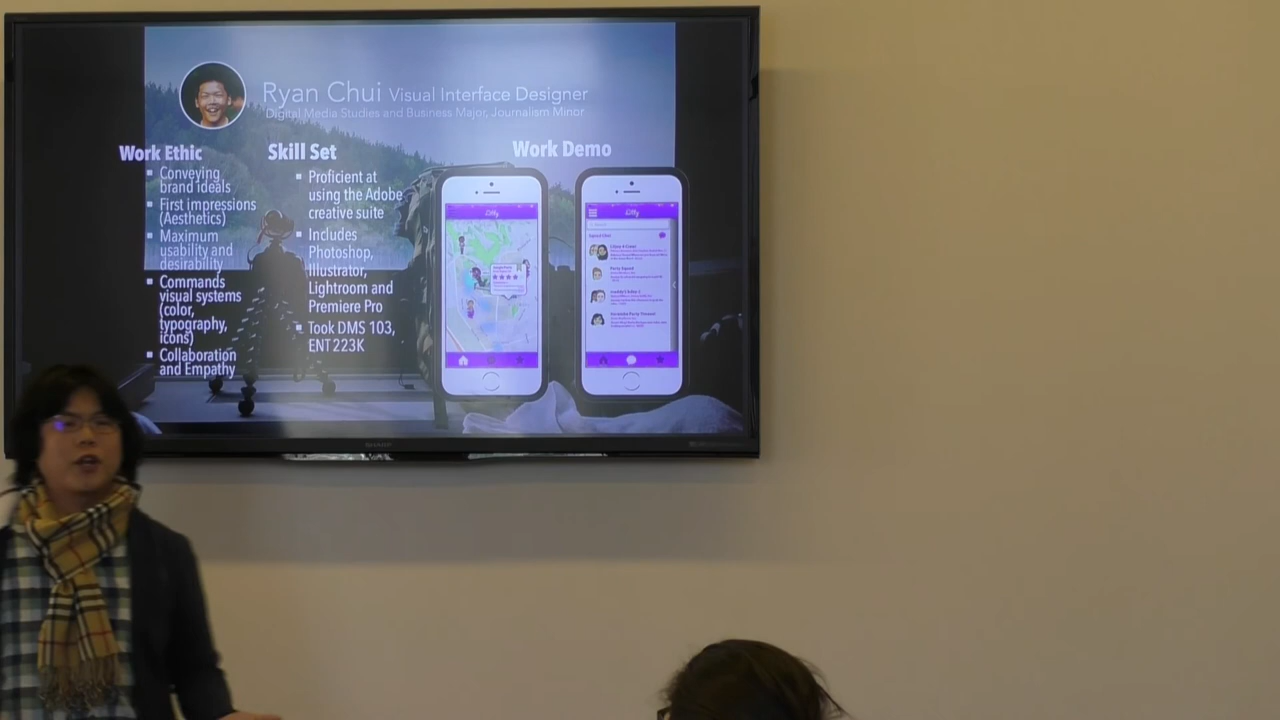 Ryan Chui Visual Interface Designer
Digital Media Studies and Business Major, Journalism Minor
Work Ethic
Conveying
brand ideals
First impressions
(Aesthetics)
Maximum
usability and
desirability
Commands
visual systems
(color,
typography,
icons)
Collaboration
and Empathy
Skill Set
Proficient at
using the Adobe
creative suite
Includes
Photoshop,
Illustrator,
Lightroom and
Premiere Pro
Took DMS 103,
ENT 223K
Work Demo
SHARP